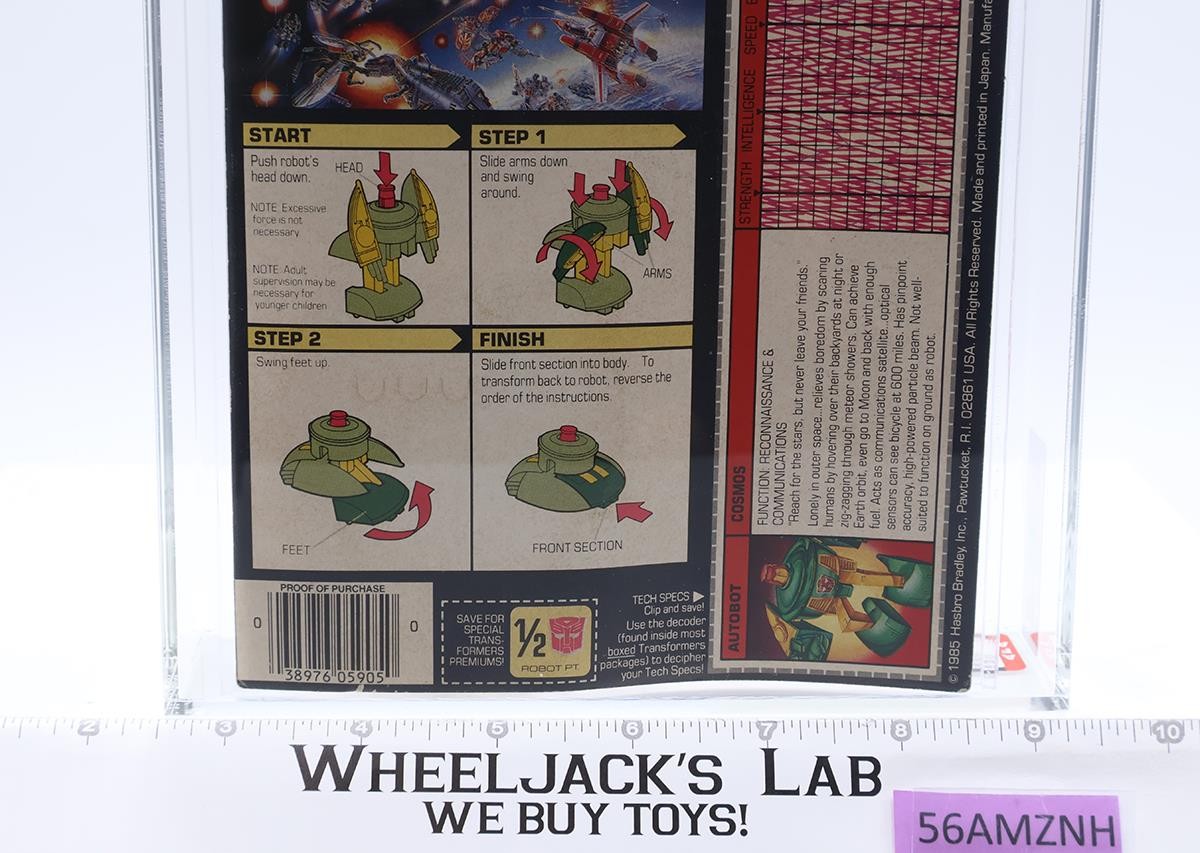 START
Push robot's
head down.
HEAD
NOTE: Excessive
force is not
necessary.
NOTE: Adult
supervision may be
necessary for
younger children
STEP 1
Slide arms down
and swing
around.
ARMS
STEP 2
Swing feet up.
FEET
FINISH
Slide front section into body. To
transform back to robot, reverse the
order of the instructions.
FRONT SECTION
PROOF OF PURCHASE
0
0
38976 05905
SAVE FOR
SPECIAL
TRANS-
FORMERS
PREMIUMS!
1/2
ROBOT PT.
TECH SPECS
Clip and save!
Use the decoder
(found inside most
boxed Transformers
packages) to decipher
your Tech Specs!
AUTOBOT COSMOS
STRENGTH INTELLIGENCE SPEED
FUNCTION: RECONNAISSANCE &
COMMUNICATIONS
"Reach for the stars, but never leave your friends."
Lonely in outer space...relieves boredom by scaring
humans by hovering over their backyards at night or
zig-zagging through meteor showers. Can achieve
Earth orbit, even go to Moon and back with enough
fuel. Acts as communications satellite...optical
sensors can see bicycle at 600 miles. Has pinpoint
accuracy, high-powered particle beam. Not well-
suited to function on ground as robot.
© 1985 Hasbro Bradley, Inc., Pawtucket, R.I. 02861 USA. All Rights Reserved. Made and printed in Japan.
2 3 4 5 6 7 8 9 10
WHEELJACK'S LAB
WE BUY TOYS!
56AMZNH